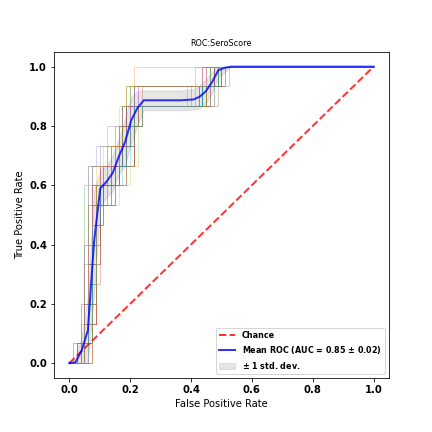 ROC:SeroScore
True Positive Rate
1.0
0.8
0.6
0.4
0.2
0.0
0.0 0.2 0.4 0.6 0.8 1.0
False Positive Rate
Chance
Mean ROC (AUC = 0.85 ± 0.02)
± 1 std. dev.